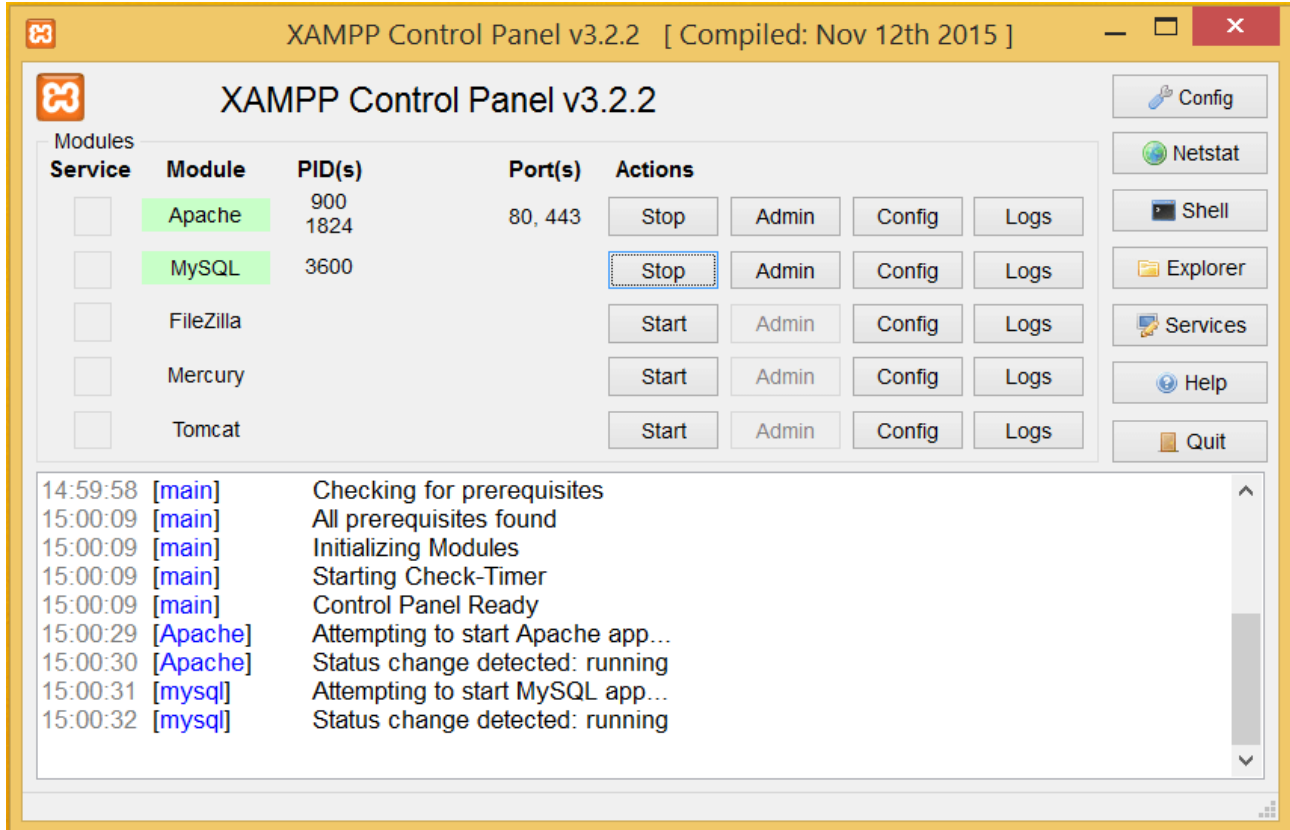 XAMPP Control Panel v3.2.2 [ Compiled: Nov 12th 2015 ]
XAMPP Control Panel v3.2.2
Config
Modules
Netstat
Service Module PID(s) Port(s) Actions
Apache 900 1824 80, 443 Stop Admin Config Logs
Shell
MySQL 3600 Stop Admin Config Logs
Explorer
FileZilla Start Admin Config Logs
Services
Mercury Start Admin Config Logs
Help
Tomcat Start Admin Config Logs
Quit
14:59:58 [main] Checking for prerequisites
15:00:09 [main] All prerequisites found
15:00:09 [main] Initializing Modules
15:00:09 [main] Starting Check-Timer
15:00:09 [main] Control Panel Ready
15:00:29 [Apache] Attempting to start Apache app...
15:00:30 [Apache] Status change detected: running
15:00:31 [mysql] Attempting to start MySQL app...
15:00:32 [mysql] Status change detected: running